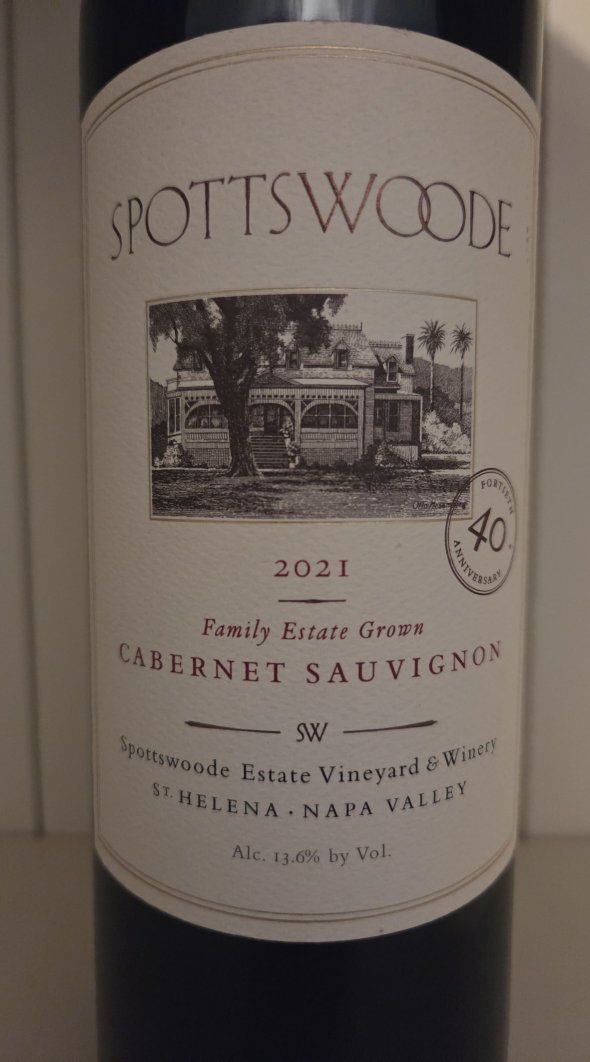 SPOTTSWOODE
FORTIETH
40
ANNIVERSARY
2021
Family Estate Grown
CABERNET SAUVIGNON
SW
Spottswoode Estate Vineyard & Winery
ST. HELENA · NAPA VALLEY
Alc. 13.6% by Vol.